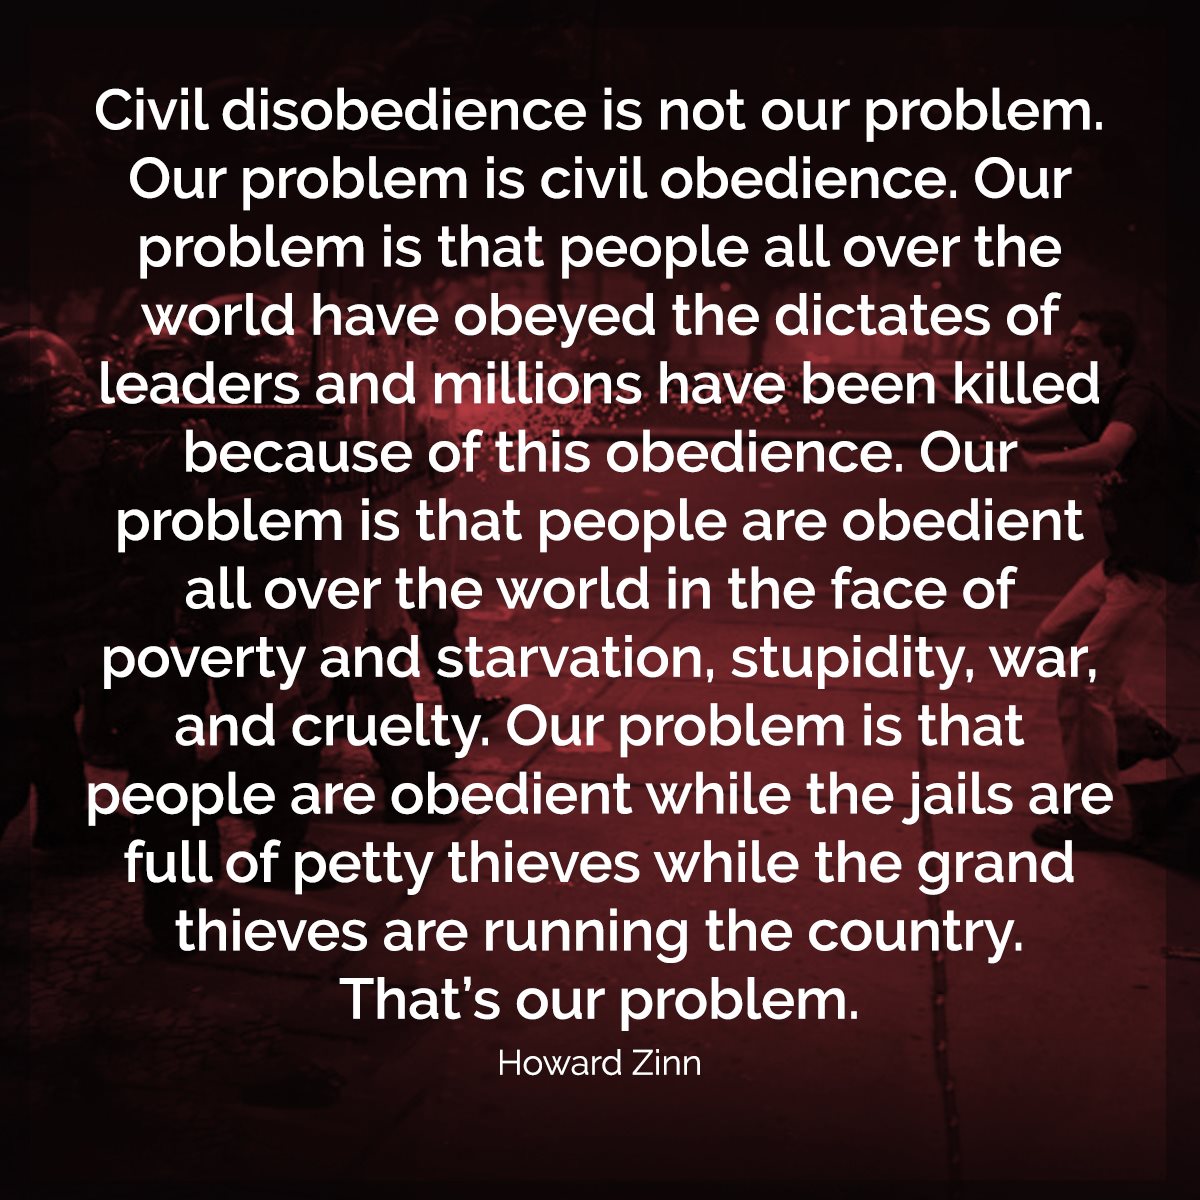 Civil disobedience is not our problem.
Our problem is civil obedience. Our
problem is that people all over the
world have obeyed the dictates of
leaders and millions have been killed
because of this obedience. Our
problem is that people are obedient
all over the world in the face of
poverty and starvation, stupidity, war,
and cruelty. Our problem is that
people are obedient while the jails are
full of petty thieves while the grand
thieves are running the country.
That’s our problem.
Howard Zinn